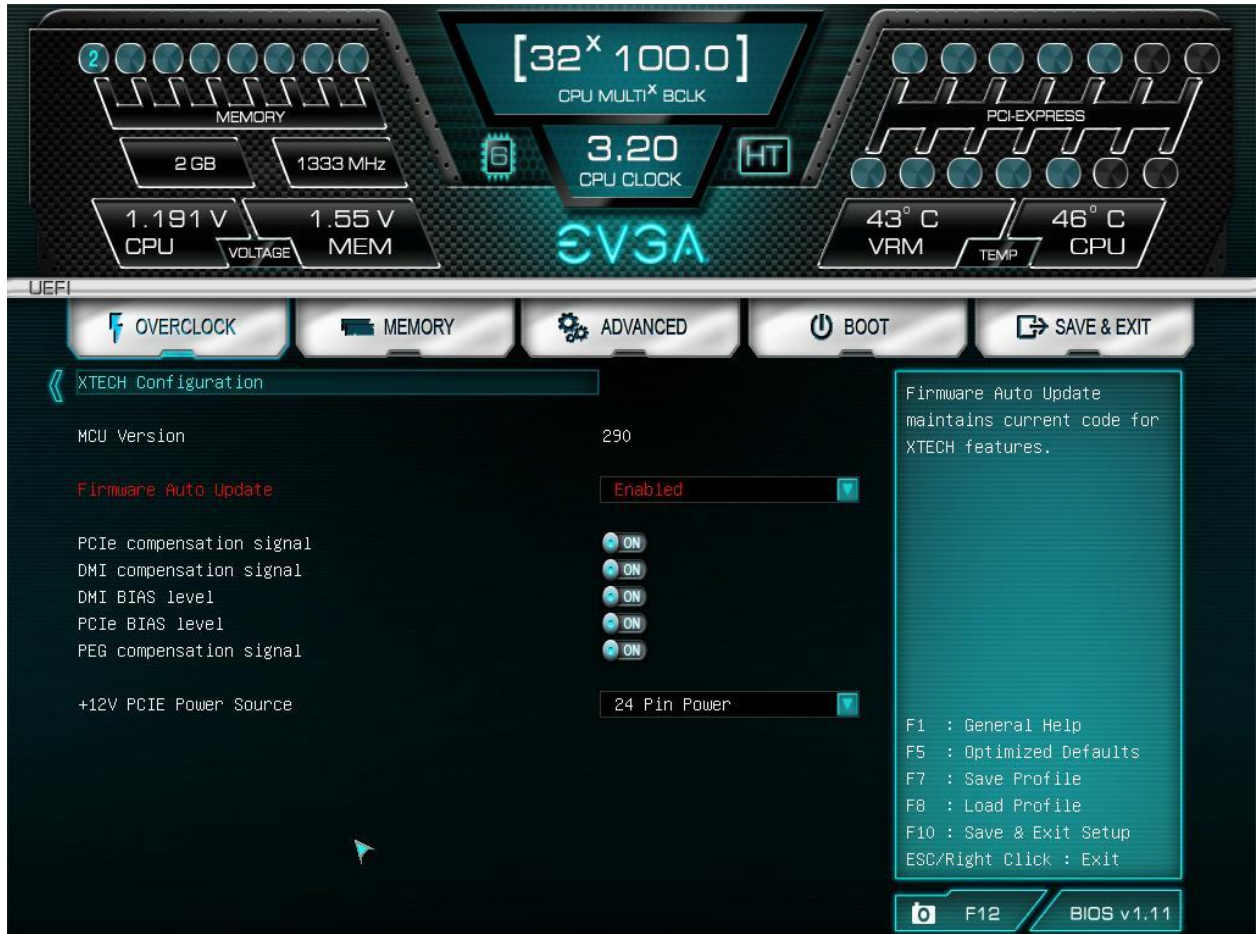 2
MEMORY
2 GB
1333 MHz
1.191 V
CPU
VOLTAGE
1.55 V
MEM
[32 X 100.0]
CPU MULTI X BCLK
6
3.20
CPU CLOCK
HT
EVGA
PCI-EXPRESS
43° C
VRM
TEMP
46° C
CPU
UEFI
OVERCLOCK
MEMORY
ADVANCED
BOOT
SAVE & EXIT
XTECH Configuration
MCU Version 290
Firmware Auto Update Enabled
PCIe compensation signal ON
DMI compensation signal ON
DMI BIAS level ON
PCIe BIAS level ON
PEG compensation signal ON
+12V PCIE Power Source 24 Pin Power
Firmware Auto Update
maintains current code for
XTECH features.
F1 : General Help
F5 : Optimized Defaults
F7 : Save Profile
F8 : Load Profile
F10 : Save & Exit Setup
ESC/Right Click : Exit
F12
BIOS v1.11